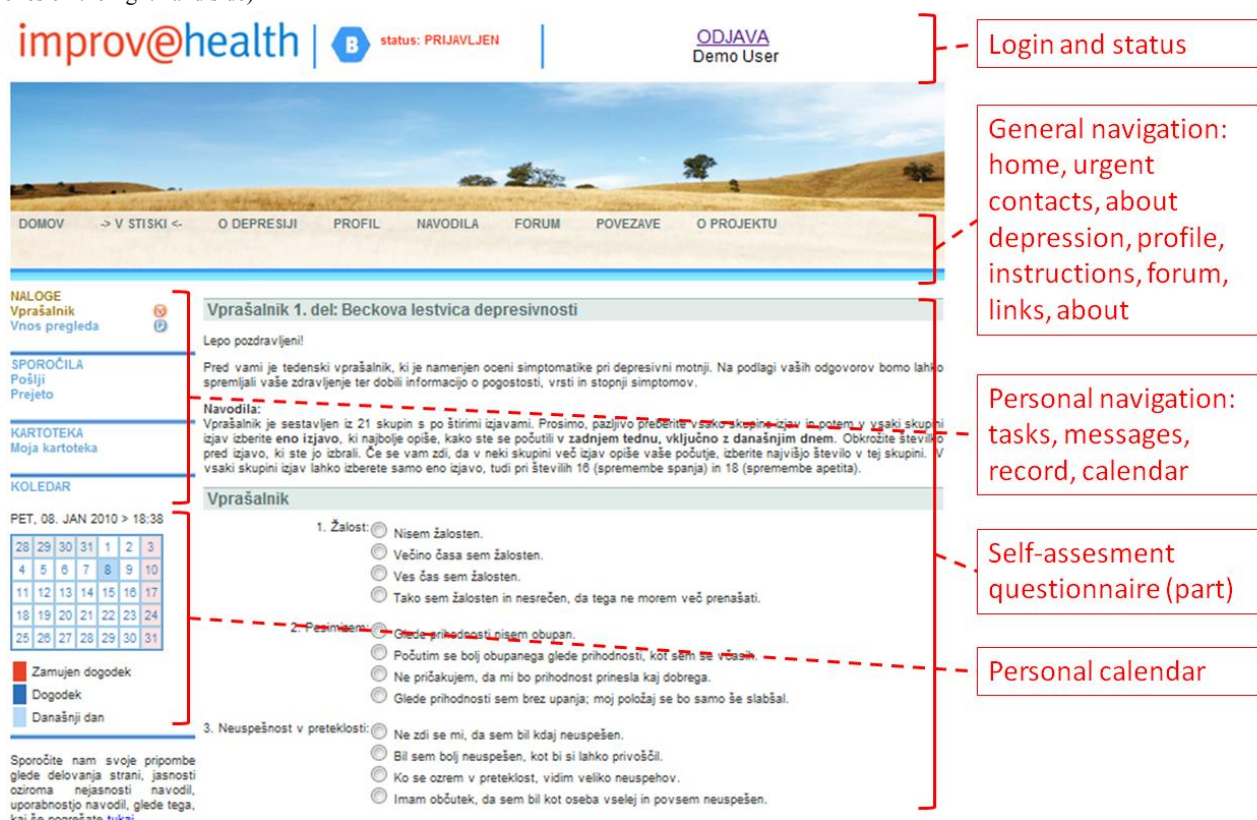 improv@health
B
status: PRIJAVLJEN
ODJAVA
Demo User
Login and status
DOMOV -> V STISKI <- O DEPRESIJI PROFIL NAVODILA FORUM POVEZAVE O PROJEKTU
General navigation:
home, urgent
contacts, about
depression, profile,
instructions, forum,
links, about
NALOGE
Vprašalnik
Vnos pregleda
SPOROČILA
Pošlji
Prejeto
KARTOTEKA
Moja kartoteka
KOLEDAR
PET, 08. JAN 2010 > 18:38
28 29 30 31 1 2 3
4 5 6 7 8 9 10
11 12 13 14 15 16 17
18 19 20 21 22 23 24
25 26 27 28 29 30 31
Zamujen dogodek
Dogodek
Današnji dan
Sporočite nam svoje pripombe
glede delovanja strani, jasnosti
oziroma nejasnosti navodil,
uporabnostjo navodil, glede tega,
kaj še pogrešate tukaj
Vprašalnik 1. del: Beckova lestvica depresivnosti
Lepo pozdravljeni!
Pred vami je tedenski vprašalnik, ki je namenjen oceni simptomatike pri depresivni motnji. Na podlagi vaših odgovorov bomo lahko
spremljali vaše zdravljenje ter dobili informacijo o pogostosti, vrsti in stopnji simptomov.
Navodila:
Vprašalnik je sestavljen iz 21 skupin s po štirimi izjavami. Prosimo, pazljivo preberite vsako skupino izjav in potem v vsaki skupini
izjav izberite eno izjavo, ki najbolje opiše, kako ste se počutili v zadnjem tednu, vključno z današnjim dnem. Obkrožite številko
pred izjavo, ki ste jo izbrali. Če se vam zdi, da v neki skupini več izjav opiše vaše počutje, izberite najvišjo število v tej skupini. V
vsaki skupini izjav lahko izberete samo eno izjavo, tudi pri številih 16 (spremembe spanja) in 18 (spremembe apetita).
Vprašalnik
1. Žalost:
Nisem žalosten.
Večino časa sem žalosten.
Ves čas sem žalosten.
Tako sem žalosten in nesrečen, da tega ne morem več prenašati.
2. Pesimizem:
Glede prihodnosti nisem obupan.
Počutim se bolj obupanega glede prihodnosti, kot sem se včasih.
Ne pričakujem, da mi bo prihodnost prinesla kaj dobrega.
Glede prihodnosti sem brez upanja; moj položaj se bo samo še slabšal.
3. Neuspešnost v preteklosti:
Ne zdi se mi, da sem bil kdaj neuspešen.
Bil sem bolj neuspešen, kot bi si lahko privoščil.
Ko se ozrem v preteklost, vidim veliko neuspehov.
Imam občutek, da sem bil kot oseba vselej in povsem neuspešen.
Personal navigation:
tasks, messages,
record, calendar
Self-assesment
questionnaire (part)
Personal calendar